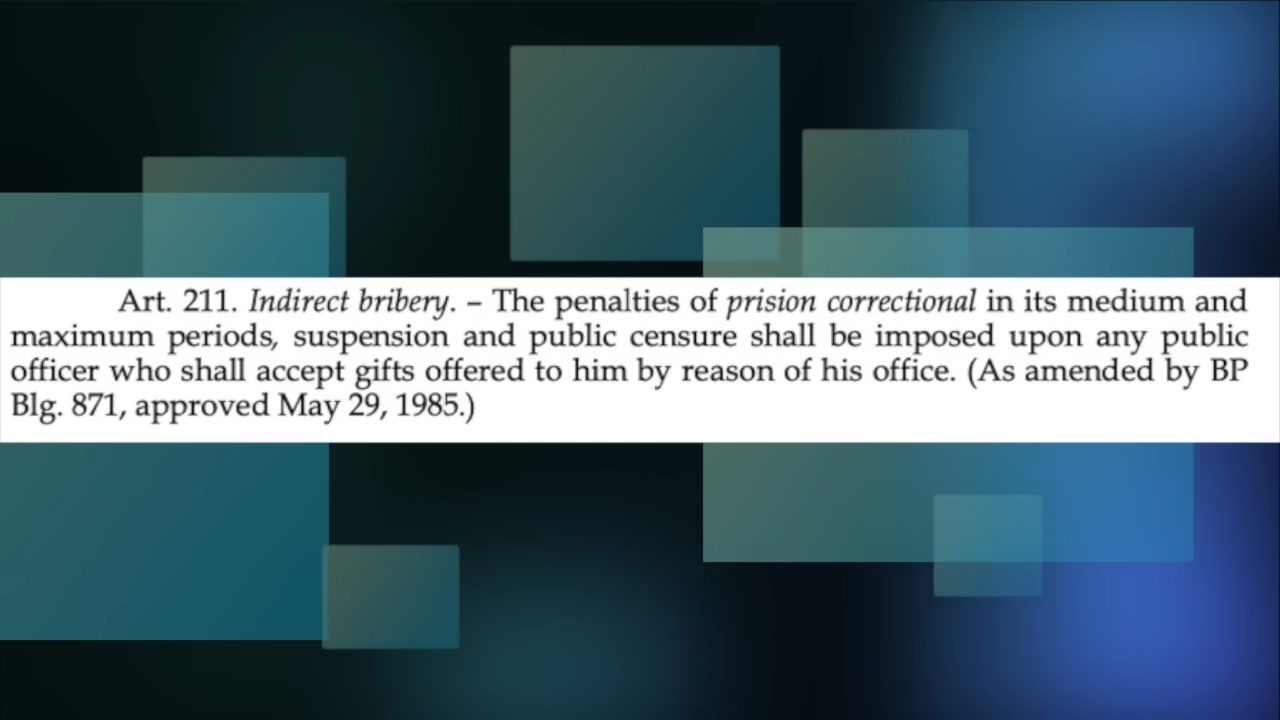 Art. 211. Indirect bribery. – The penalties of prision correctional in its medium and
maximum periods, suspension and public censure shall be imposed upon any public
officer who shall accept gifts offered to him by reason of his office. (As amended by BP
Blg. 871, approved May 29, 1985.)